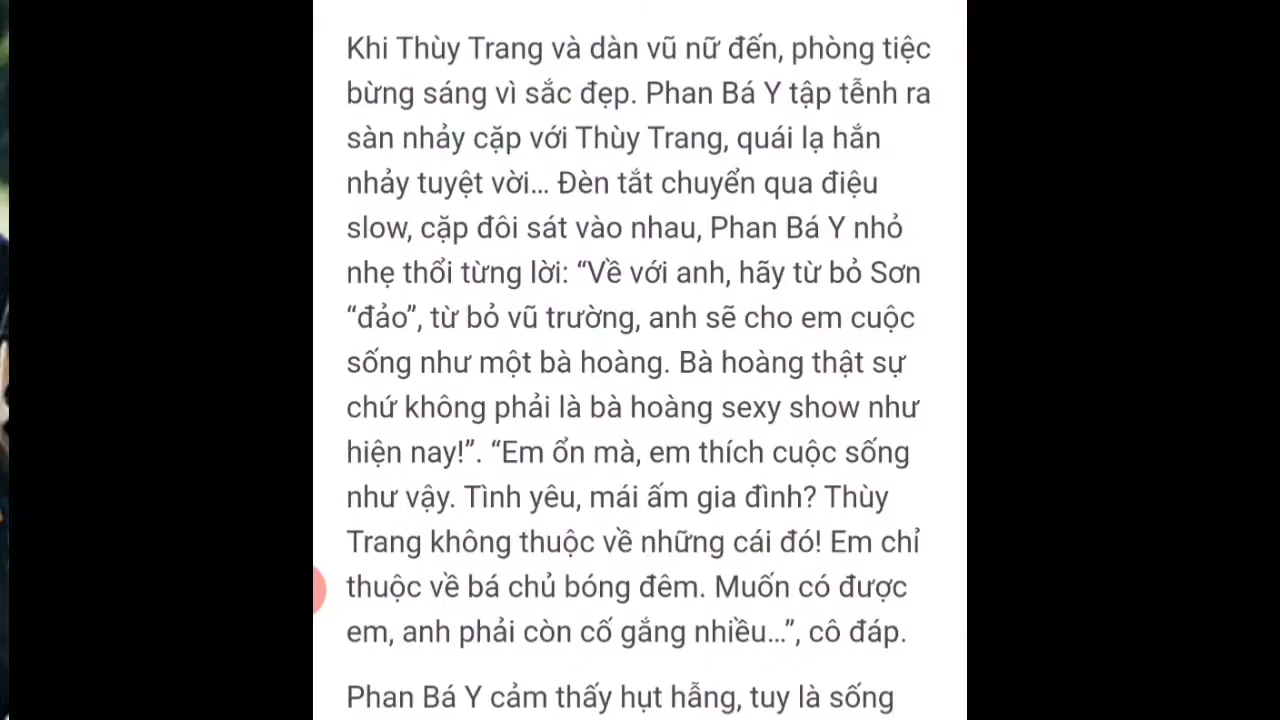 Khi Thùy Trang và dàn vũ nữ đến, phòng tiệc
bừng sáng vì sắc đẹp. Phan Bá Y tập tễnh ra
sàn nhảy cặp với Thùy Trang, quái lạ hắn
nhảy tuyệt vời... Đèn tắt chuyển qua điệu
slow, cặp đôi sát vào nhau, Phan Bá Y nhỏ
nhẹ thổi từng lời: “Về với anh, hãy từ bỏ Sơn
“đảo”, từ bỏ vũ trường, anh sẽ cho em cuộc
sống như một bà hoàng. Bà hoàng thật sự
chứ không phải là bà hoàng sexy show như
hiện nay!”. “Em ổn mà, em thích cuộc sống
như vậy. Tình yêu, mái ấm gia đình? Thùy
Trang không thuộc về những cái đó! Em chỉ
thuộc về bá chủ bóng đêm. Muốn có được
em, anh phải còn cố gắng nhiều...”, cô đáp.
Phan Bá Y cảm thấy hụt hẫng, tuy là sống